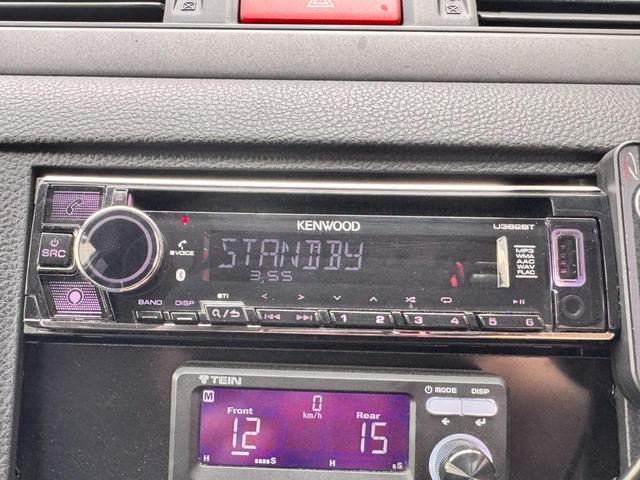 KENWOOD
U382BT
SRC
VOICE
STANDBY
3:55
MP3
WMA
AAC
WAV
FLAC
BTI
BAND DISP
1 2 3 4 5 6
TEIN
M
Front 0 Rear
km/h
12 15
H S H S
MODE DISP